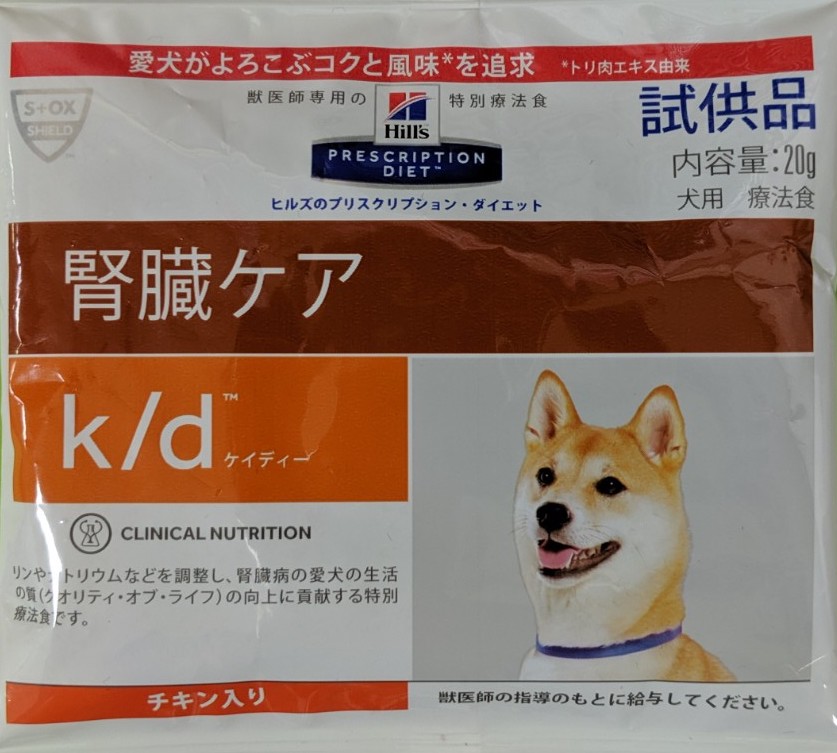 愛犬がよろこぶコクと風味*を追求 *トリ肉エキス由来
S+OX
SHIELD
獣医師専用の 特別療法食
Hill's
PRESCRIPTION
DIET™
ヒルズのプリスクリプション・ダイエット
試供品
内容量:20g
犬用 療法食
腎臓ケア
k/d™
ケイディー
CLINICAL NUTRITION
リンやナトリウムなどを調整し、腎臓病の愛犬の生活
の質(クオリティ・オブ・ライフ)の向上に貢献する特別
療法食です。
チキン入り
獣医師の指導のもとに給与してください。